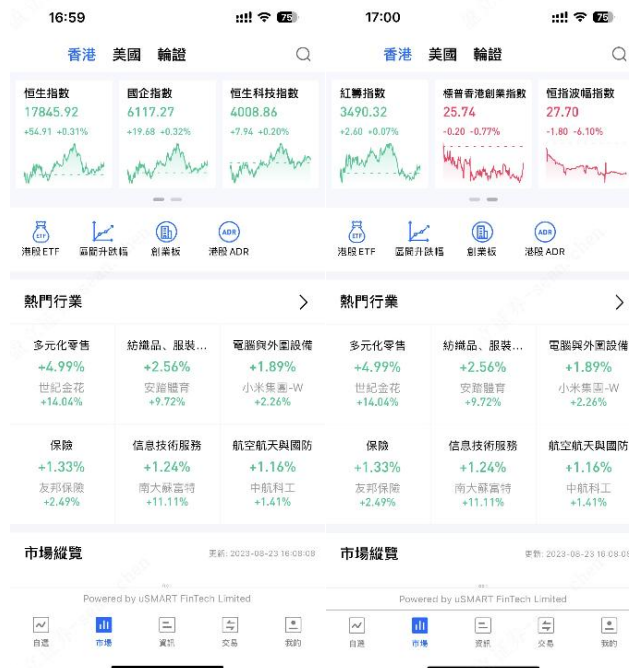 16:59
75
香港 美國 輪證
恒生指數 國企指數 恒生科技指數
17845.92 6117.27 4008.86
+54.91 +0.31% +19.68 +0.32% +7.94 +0.20%
ETF ADR
港股ETF 區間升跌幅 創業板 港股ADR
熱門行業
多元化零售 紡織品、服裝... 電腦與外圍設備
+4.99% +2.56% +1.89%
世紀金花 安踏體育 小米集團-W
+14.04% +9.72% +2.26%
保險 信息技術服務 航空航天與國防
+1.33% +1.24% +1.16%
友邦保險 南大蘇富特 中航科工
+2.49% +11.11% +1.41%
市場縱覽 更新: 2023-08-23 16:08:08
Powered by uSMART FinTech Limited
自選 市場 資訊 交易 我的
17:00
75
香港 美國 輪證
紅籌指數 標普香港創業指數 恒指波幅指數
3490.32 25.74 27.70
+2.60 +0.07% -0.20 -0.77% -1.80 -6.10%
ETF ADR
港股ETF 區間升跌幅 創業板 港股ADR
熱門行業
多元化零售 紡織品、服裝... 電腦與外圍設備
+4.99% +2.56% +1.89%
世紀金花 安踏體育 小米集團-W
+14.04% +9.72% +2.26%
保險 信息技術服務 航空航天與國防
+1.33% +1.24% +1.16%
友邦保險 南大蘇富特 中航科工
+2.49% +11.11% +1.41%
市場縱覽 更新: 2023-08-23 16:08:08
Powered by uSMART FinTech Limited
自選 市場 資訊 交易 我的